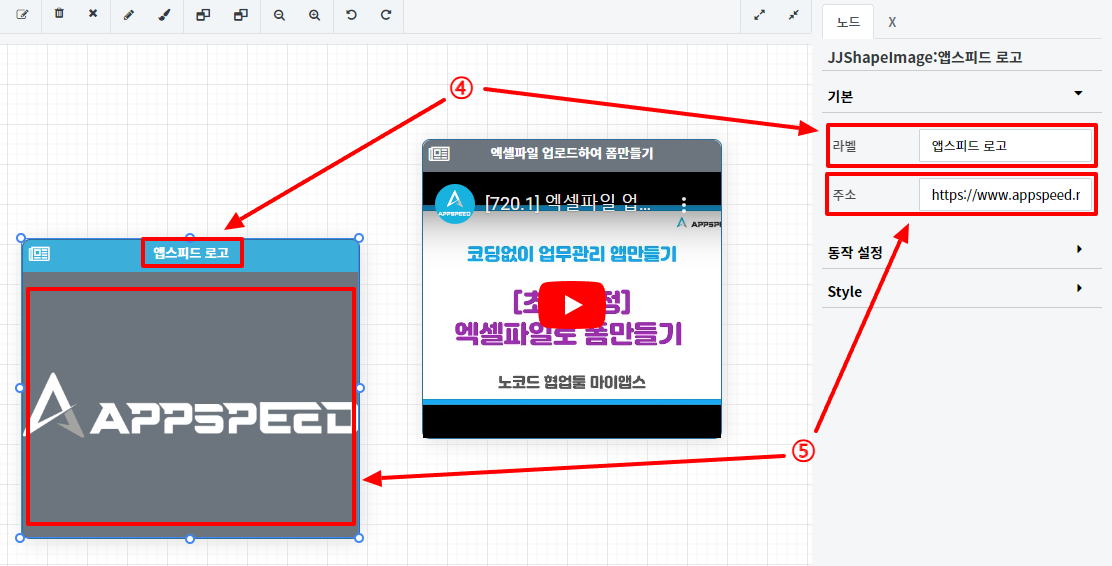 노드
X
JJShapeImage:앱스피드 로고
기본
라벨
앱스피드 로고
주소
https://www.appspeed.r
동작 설정
Style
④
⑤
앱스피드 로고
APPSPEED
엑셀파일 업로드하여 폼만들기
APPSPEED
[720.1] 엑셀파일 업...
코딩없이 업무관리 앱만들기
엑셀파일로 폼만들기
노코드 협업툴 마이앱스